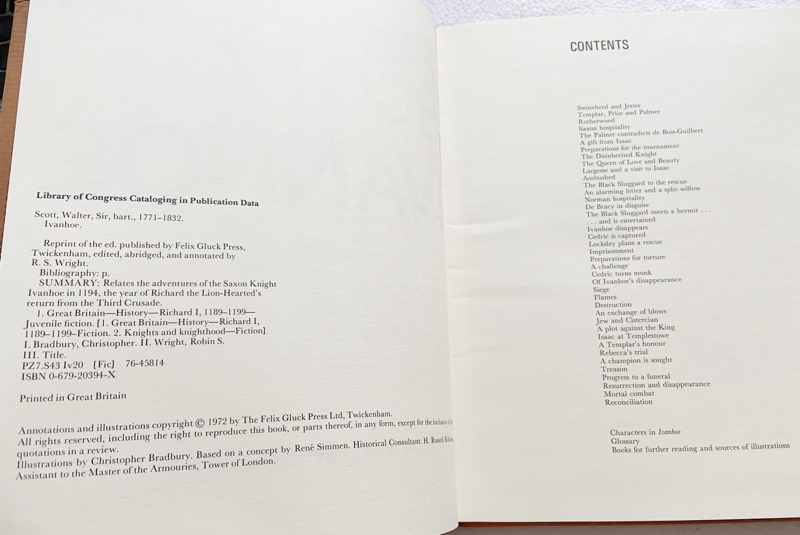 Library of Congress Cataloging in Publication Data
Scott, Walter, Sir, bart., 1771–1832.
Ivanhoe.
Reprint of the ed. published by Felix Gluck Press,
Twickenham, edited, abridged, and annotated by
R. S. Wright.
Bibliography: p.
SUMMARY: Relates the adventures of the Saxon Knight
Ivanhoe in 1194, the year of Richard the Lion-Hearted's
return from the Third Crusade.
1. Great Britain—History—Richard I, 1189–1199—
Juvenile fiction. [1. Great Britain—History—Richard I,
1189–1199–Fiction. 2. Knights and knighthood—Fiction]
I. Bradbury, Christopher. II. Wright, Robin S.
III. Title.
PZ7.S43 Iv20 [Fic] 76-45814
ISBN 0-679-20394-X
Printed in Great Britain
Annotations and illustrations copyright © 1972 by The Felix Gluck Press Ltd, Twickenham.
All rights reserved, including the right to reproduce this book, or parts thereof, in any form, except for the inclusion of
quotations in a review.
Illustrations by Christopher Bradbury. Based on a concept by René Simmen. Historical Consultant: H. Russel
Assistant to the Master of the Armouries, Tower of London.
CONTENTS
Swineherd and Jester
Templar, Prior and Palmer
Rotherwood
Saxon hospitality
The Palmer contradicts de Bois-Guilbert
A gift from Isaac
Preparations for the tournament
The Disinherited Knight
The Queen of Love and Beauty
Largesse and a visit to Isaac
Ambushed
The Black Sluggard to the rescue
An alarming letter and a split willow
Norman hospitality
De Bracy in disguise
The Black Sluggard meets a hermit . . .
. . . and is entertained
Ivanhoe disappears
Cedric is captured
Locksley plans a rescue
Imprisonment
Preparations for torture
A challenge
Cedric turns monk
Of Ivanhoe's disappearance
Siege
Flames
Destruction
An exchange of blows
Jew and Cistercian
A plot against the King
Isaac at Templestowe
A Templar's honour
Rebecca's trial
A champion is sought
Treason
Progress to a funeral
Resurrection and disappearance
Mortal combat
Reconciliation
Characters in Ivanhoe
Glossary
Books for further reading and sources of illustrations